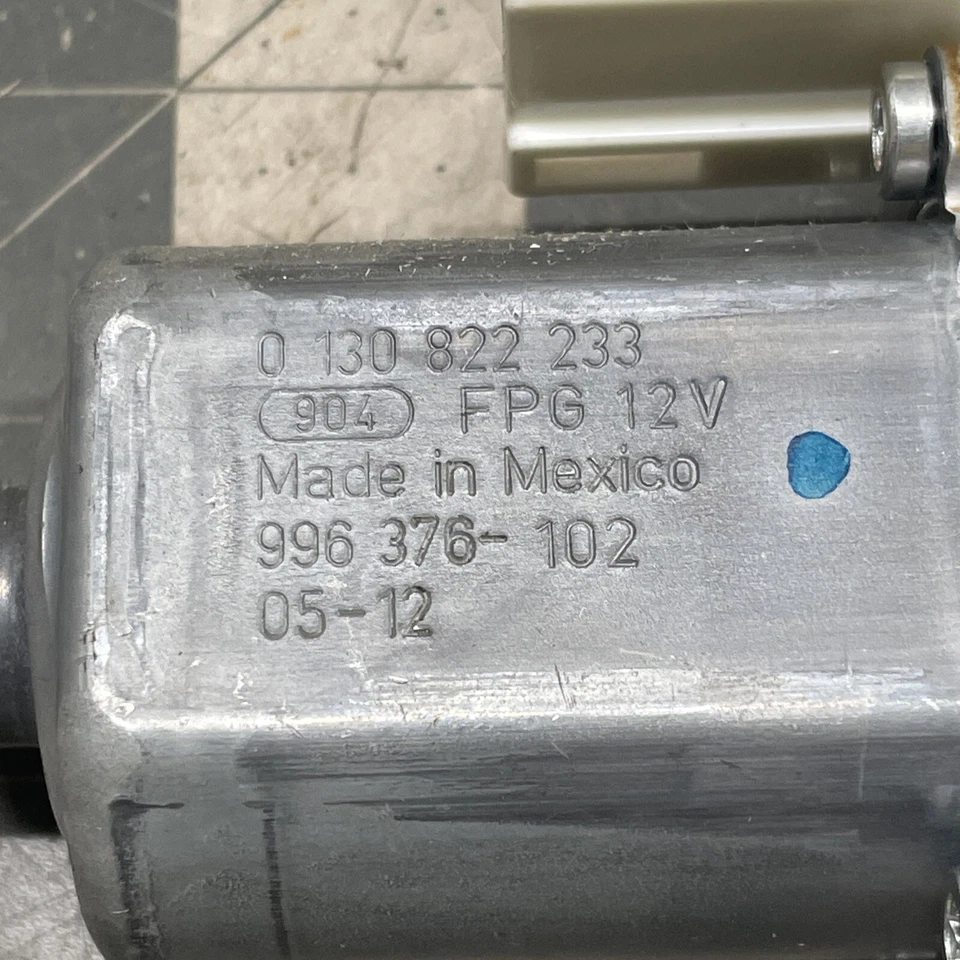 0 130 822 233
904 FPG 12V
Made in Mexico
996 376-102
05-12